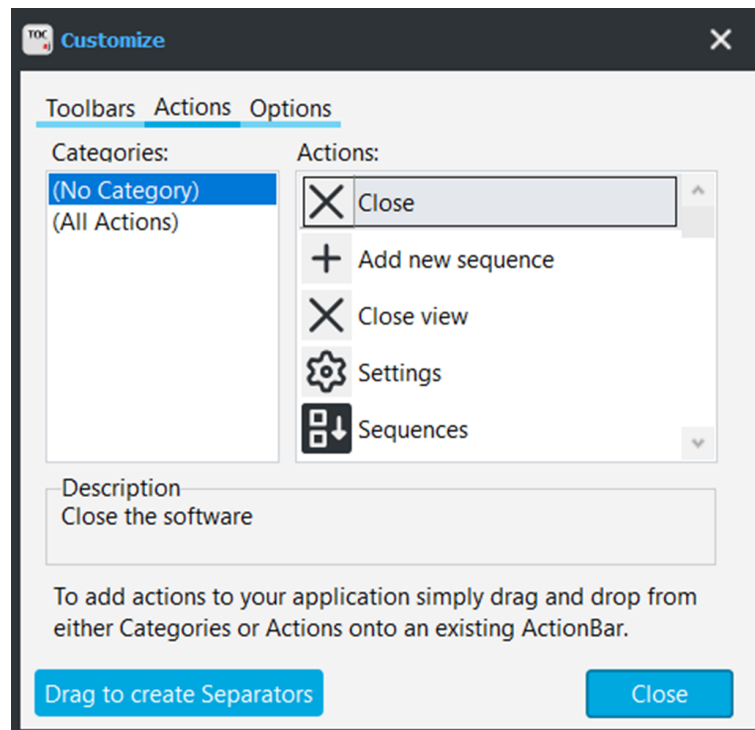 TOC
Customize
Toolbars Actions Options
Categories: Actions:
(No Category)
(All Actions)
Close
Add new sequence
Close view
Settings
Sequences
Description
Close the software
To add actions to your application simply drag and drop from
either Categories or Actions onto an existing ActionBar.
Drag to create Separators Close